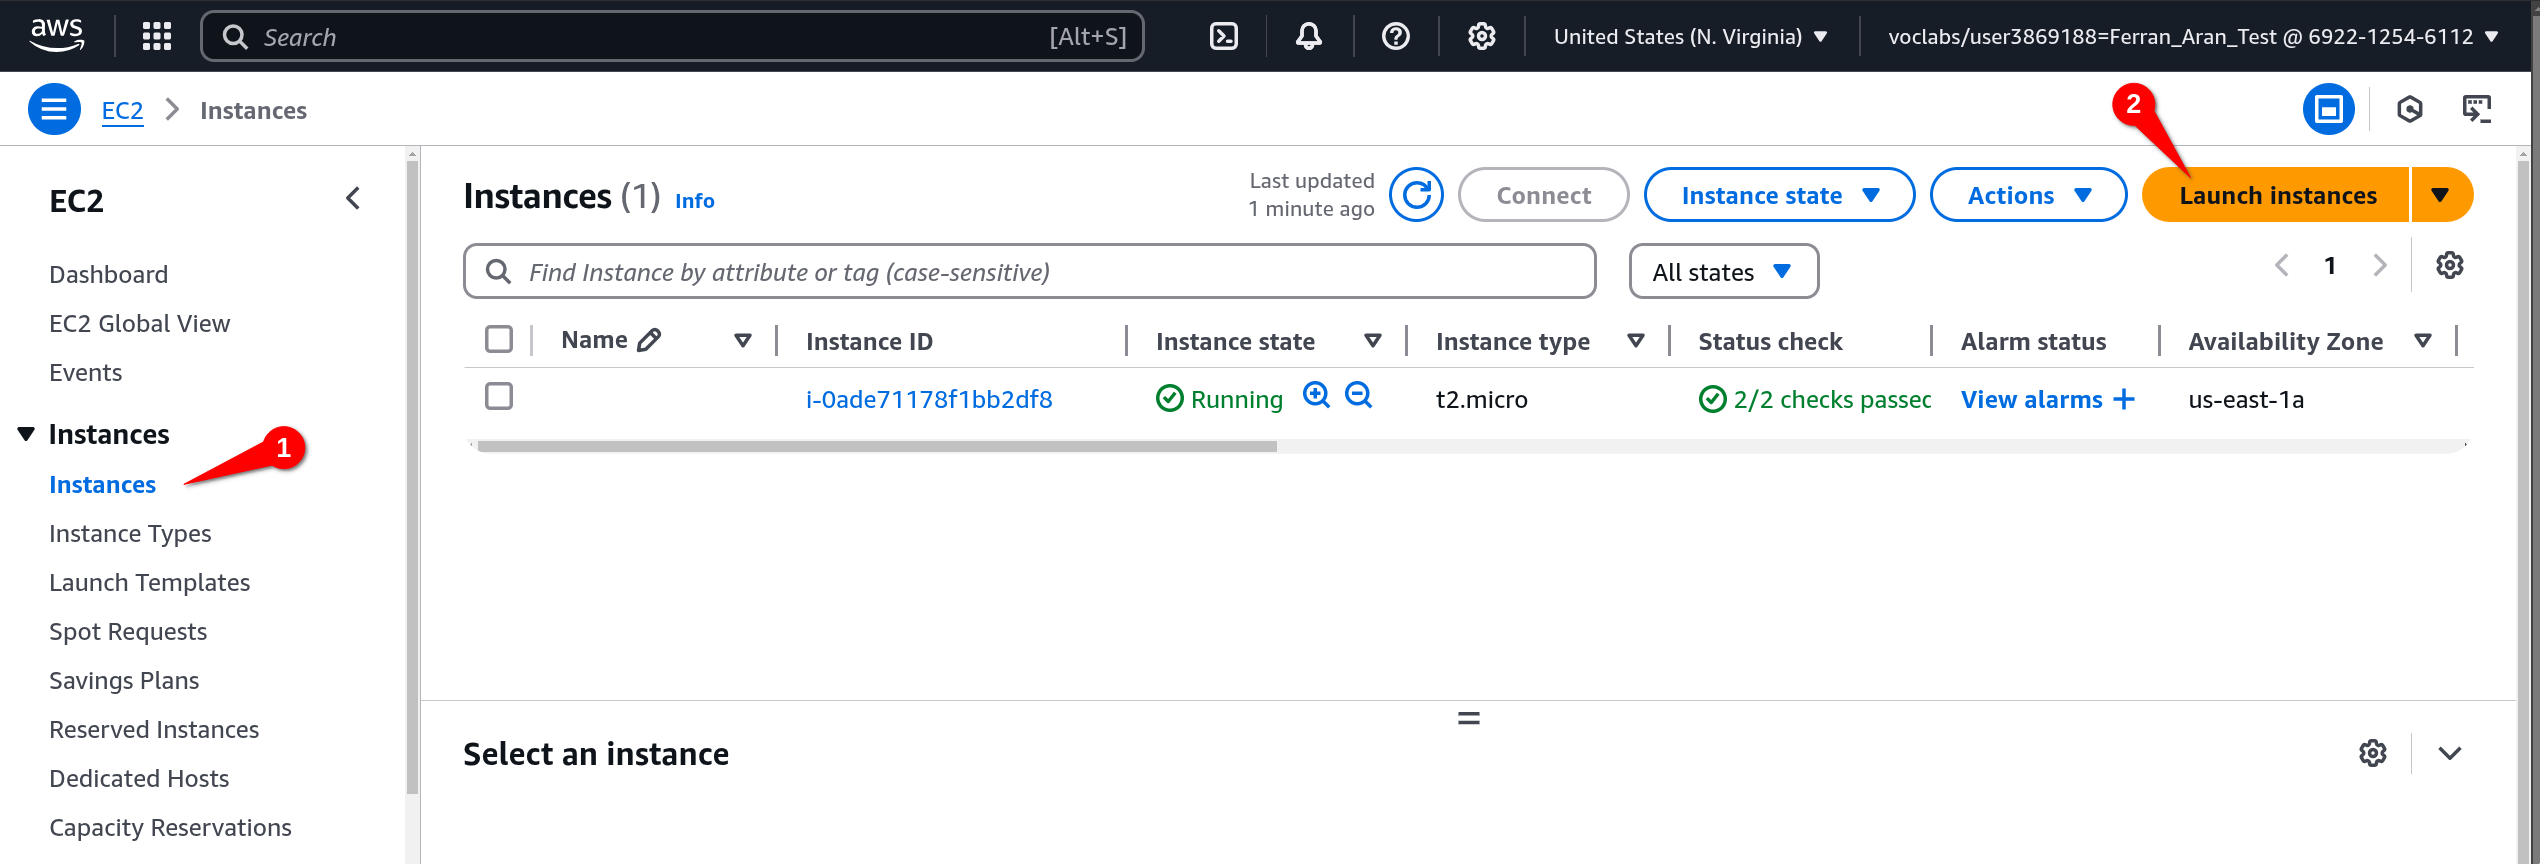 aws
Search [Alt+S]
United States (N. Virginia)
voclabs/user3869188=Ferran_Aran_Test @ 6922-1254-6112
EC2 Instances
2
EC2
Dashboard
EC2 Global View
Events
Instances
1
Instances
Instance Types
Launch Templates
Spot Requests
Savings Plans
Reserved Instances
Dedicated Hosts
Capacity Reservations
Instances (1) Info
Last updated
1 minute ago
Connect
Instance state
Actions
Launch instances
Find Instance by attribute or tag (case-sensitive)
All states
1
Name Instance ID Instance state Instance type Status check Alarm status Availability Zone
i-0ade71178f1bb2df8 Running t2.micro 2/2 checks passed View alarms + us-east-1a
Select an instance